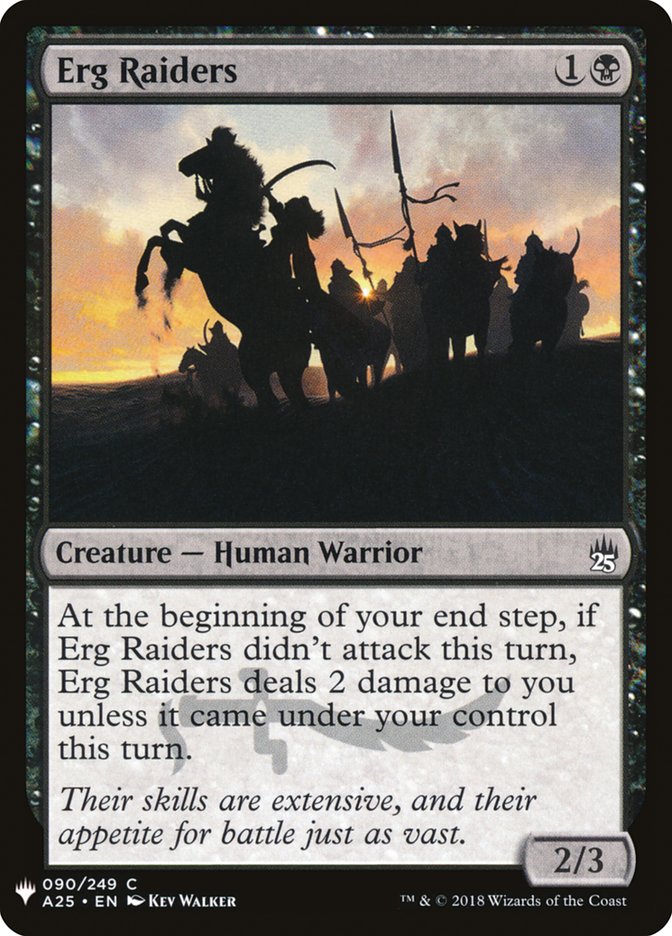 Erg Raiders 1
Creature — Human Warrior
25
At the beginning of your end step, if
Erg Raiders didn't attack this turn,
Erg Raiders deals 2 damage to you
unless it came under your control
this turn.
Their skills are extensive, and their
appetite for battle just as vast.
2/3
090/249 C
A25 • EN Kev Walker
™ & © 2018 Wizards of the Coast